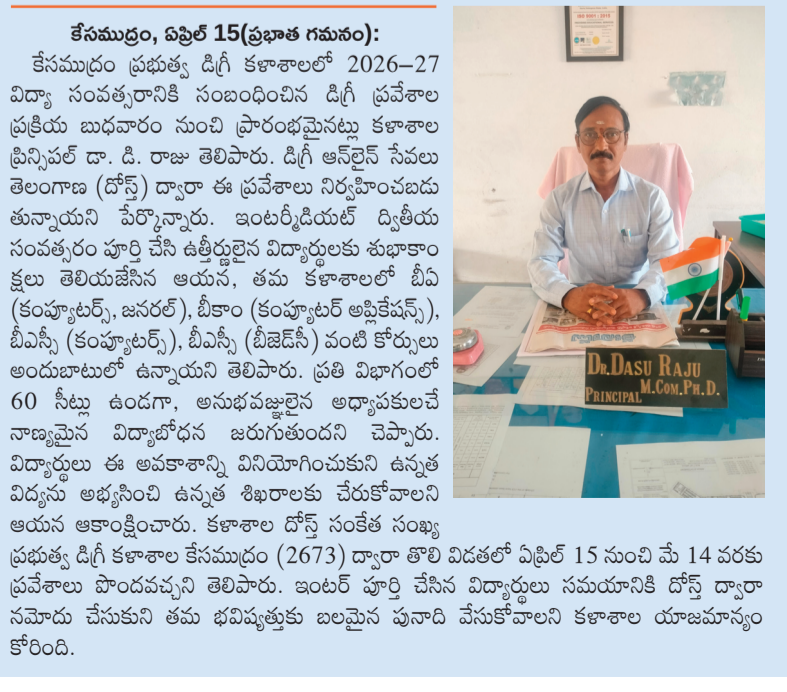 కేసముద్రం, ఏప్రిల్ 15(ప్రభాత గమనం):
కేసముద్రం ప్రభుత్వ డిగ్రీ కళాశాలలో 2026–27
విద్యా సంవత్సరానికి సంబంధించిన డిగ్రీ ప్రవేశాల
ప్రక్రియ బుధవారం నుంచి ప్రారంభమైనట్లు కళాశాల
ప్రిన్సిపల్ డా. డి. రాజు తెలిపారు. డిగ్రీ ఆన్‌లైన్ సేవలు
తెలంగాణ (దోస్త్) ద్వారా ఈ ప్రవేశాలు నిర్వహించబడు
తున్నాయని పేర్కొన్నారు. ఇంటర్మీడియట్ ద్వితీయ
సంవత్సరం పూర్తి చేసి ఉత్తీర్ణులైన విద్యార్థులకు శుభాకాం
క్షలు తెలియజేసిన ఆయన, తమ కళాశాలలో బీఏ
(కంప్యూటర్స్, జనరల్), బీకాం (కంప్యూటర్ అప్లికేషన్స్),
బీఎస్సీ (కంప్యూటర్స్), బీఎస్సీ (బీజెడ్‌సీ) వంటి కోర్సులు
అందుబాటులో ఉన్నాయని తెలిపారు. ప్రతి విభాగంలో
60 సీట్లు ఉండగా, అనుభవజ్ఞులైన అధ్యాపకులచే
నాణ్యమైన విద్యాబోధన జరుగుతుందని చెప్పారు.
విద్యార్థులు ఈ అవకాశాన్ని వినియోగించుకుని ఉన్నత
విద్యను అభ్యసించి ఉన్నత శిఖరాలకు చేరుకోవాలని
ఆయన ఆకాంక్షించారు. కళాశాల దోస్త్ సంకేత సంఖ్య
ప్రభుత్వ డిగ్రీ కళాశాల కేసముద్రం (2673) ద్వారా తొలి విడతలో ఏప్రిల్ 15 నుంచి మే 14 వరకు
ప్రవేశాలు పొందవచ్చని తెలిపారు. ఇంటర్ పూర్తి చేసిన విద్యార్థులు సమయానికి దోస్త్ ద్వారా
నమోదు చేసుకుని తమ భవిష్యత్తుకు బలమైన పునాది వేసుకోవాలని కళాశాల యాజమాన్యం
కోరింది.
ISO 9001 : 2015
DR.DASU RAJU
M.COM.PH.D.
PRINCIPAL